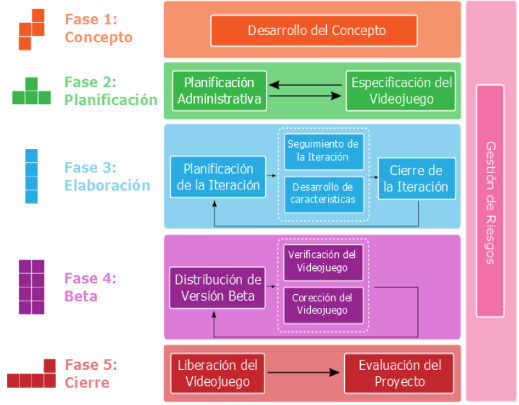 Fase 1:
Concepto
Desarrollo del Concepto
Fase 2:
Planificación
Planificación
Administrativa
Especificación del
Videojuego
Fase 3:
Elaboración
Planificación
de la Iteración
Seguimiento de
la Iteración
Desarrollo de
caracteristicas
Cierre de
la Iteración
Fase 4:
Beta
Distribución de
Versión Beta
Verificación del
Videojuego
Corección del
Videojuego
Fase 5:
Cierre
Liberación del
Videojuego
Evaluación del
Proyecto
Gestión de Riesgos